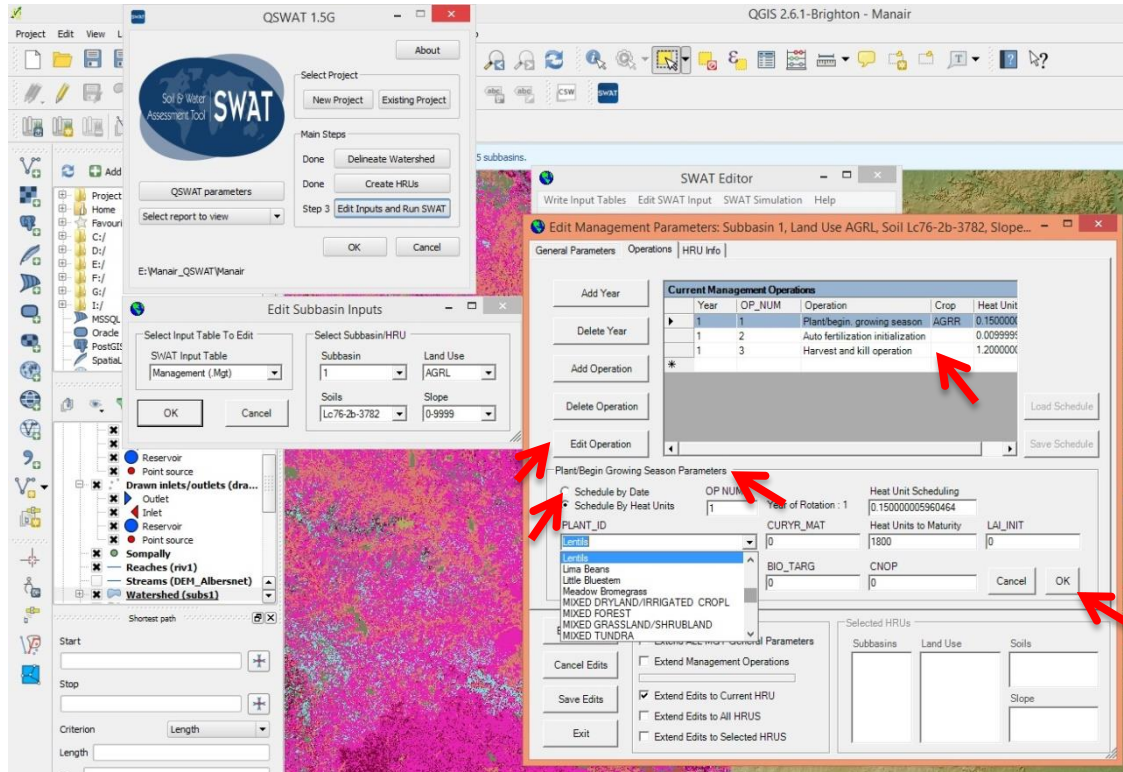 QGIS 2.6.1-Brighton - Manair
Project Edit View L
QSWAT 1.5G
About
Soil & Water
Assessment Tool
SWAT
Select Project
New Project Existing Project
Main Steps
Done Delineate Watershed
Done Create HRUs
Step 3 Edit Inputs and Run SWAT
QSWAT parameters
Select report to view
OK Cancel
E:\Manair_QSWAT\Manair
abc abc CSW SWAT
5 subbasins.
Add
Project
Home
Favouri
C:/
D:/
E:/
F:/
G:/
I:/
MSSQL
Oracle
PostGIS
SpatiaL
SWAT Editor
Write Input Tables Edit SWAT Input SWAT Simulation Help
Edit Subbasin Inputs
Select Input Table To Edit
SWAT Input Table
Management (.Mgt)
OK Cancel
Select Subbasin/HRU
Subbasin Land Use
1 AGRL
Soils Slope
Lc76-2b-3782 0-9999
Edit Management Parameters: Subbasin 1, Land Use AGRL, Soil Lc76-2b-3782, Slope...
General Parameters Operations HRU Info
Add Year
Delete Year
Add Operation
Delete Operation
Edit Operation
Current Management Operations
Year OP_NUM Operation Crop Heat Unit
1 1 Plant/begin. growing season AGRR 0.1500000
1 2 Auto fertilization initialization 0.0099999
1 3 Harvest and kill operation 1.2000000
Load Schedule
Save Schedule
Plant/Begin Growing Season Parameters
Schedule by Date
Schedule By Heat Units
OP NUM
1
Year of Rotation : 1
Heat Unit Scheduling
0.150000005960464
PLANT_ID CURYR_MAT Heat Units to Maturity LAI_INIT
Lentils 0 1800 0
Lentils
Lima Beans
Little Bluestem
Meadow Bromegrass
MIXED DRYLAND/IRRIGATED CROPL
MIXED FOREST
MIXED GRASSLAND/SHRUBLAND
MIXED TUNDRA
BIO_TARG CNOP
0 0
Cancel OK
Extend ALL MGT General Parameters
Cancel Edits
Extend Management Operations
Save Edits
Extend Edits to Current HRU
Extend Edits to All HRUS
Exit
Extend Edits to Selected HRUS
Selected HRUs
Subbasins Land Use Soils
Slope
Reservoir
Point source
Drawn inlets/outlets (dra...
Outlet
Inlet
Reservoir
Point source
Sompally
Reaches (riv1)
Streams (DEM_Albersnet)
Watershed (subs1)
Shortest path
Start
Stop
Criterion Length
Length